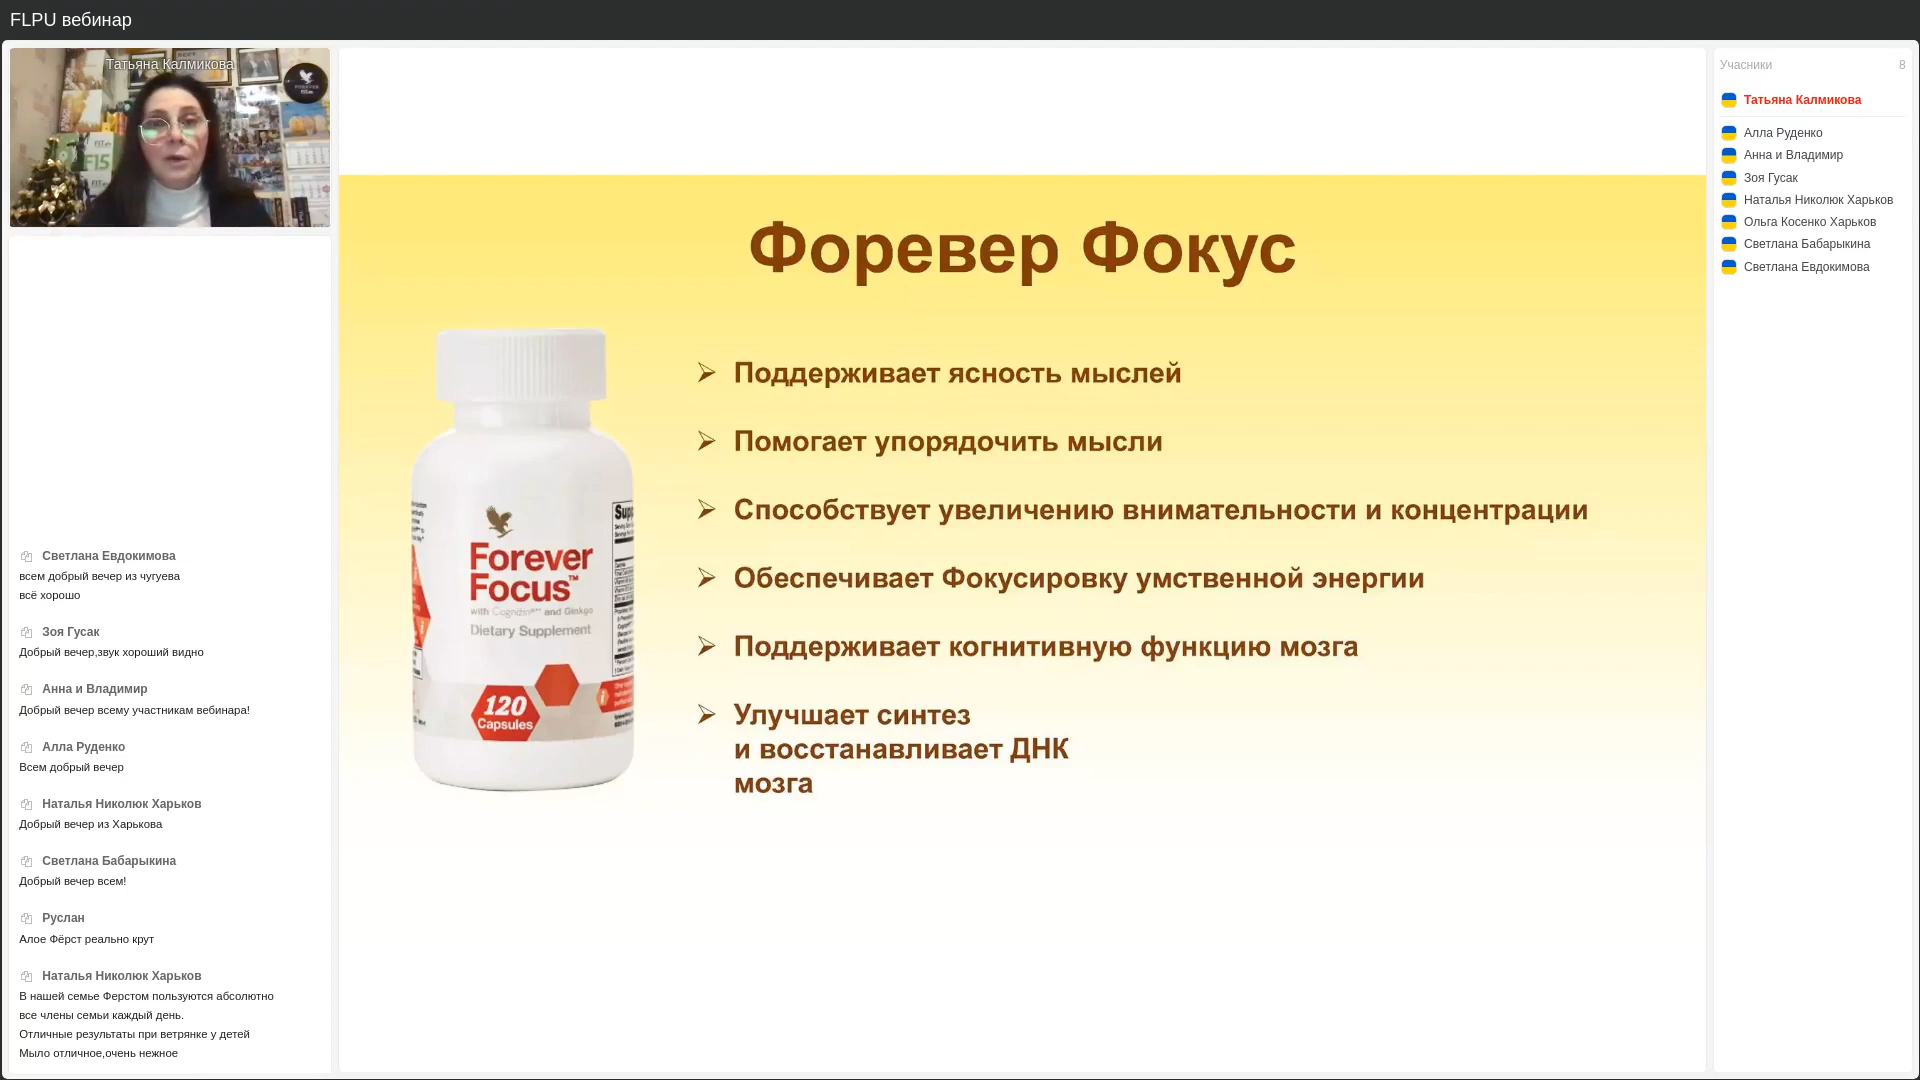 FLPU вебинар
Татьяна Калмикова
F15
Светлана Евдокимова
всем добрый вечер из чугуева
всё хорошо
Зоя Гусак
Добрый вечер,звук хороший видно
Анна и Владимир
Добрый вечер всему участникам вебинара!
Алла Руденко
Всем добрый вечер
Наталья Николюк Харьков
Добрый вечер из Харькова
Светлана Бабарыкина
Добрый вечер всем!
Руслан
Алое Фёрст реально крут
Наталья Николюк Харьков
В нашей семье Ферстом пользуются абсолютно
все члены семьи каждый день.
Отличные результаты при ветрянке у детей
Мыло отличное,очень нежное
Форевер Фокус
Forever
Focus™
with Cognizin and Ginkgo
Dietary Supplement
120
Capsules
Поддерживает ясность мыслей
Помогает упорядочить мысли
Способствует увеличению внимательности и концентрации
Обеспечивает Фокусировку умственной энергии
Поддерживает когнитивную функцию мозга
Улучшает синтез
и восстанавливает ДНК
мозга
Учасники 8
Татьяна Калмикова
Алла Руденко
Анна и Владимир
Зоя Гусак
Наталья Николюк Харьков
Ольга Косенко Харьков
Светлана Бабарыкина
Светлана Евдокимова